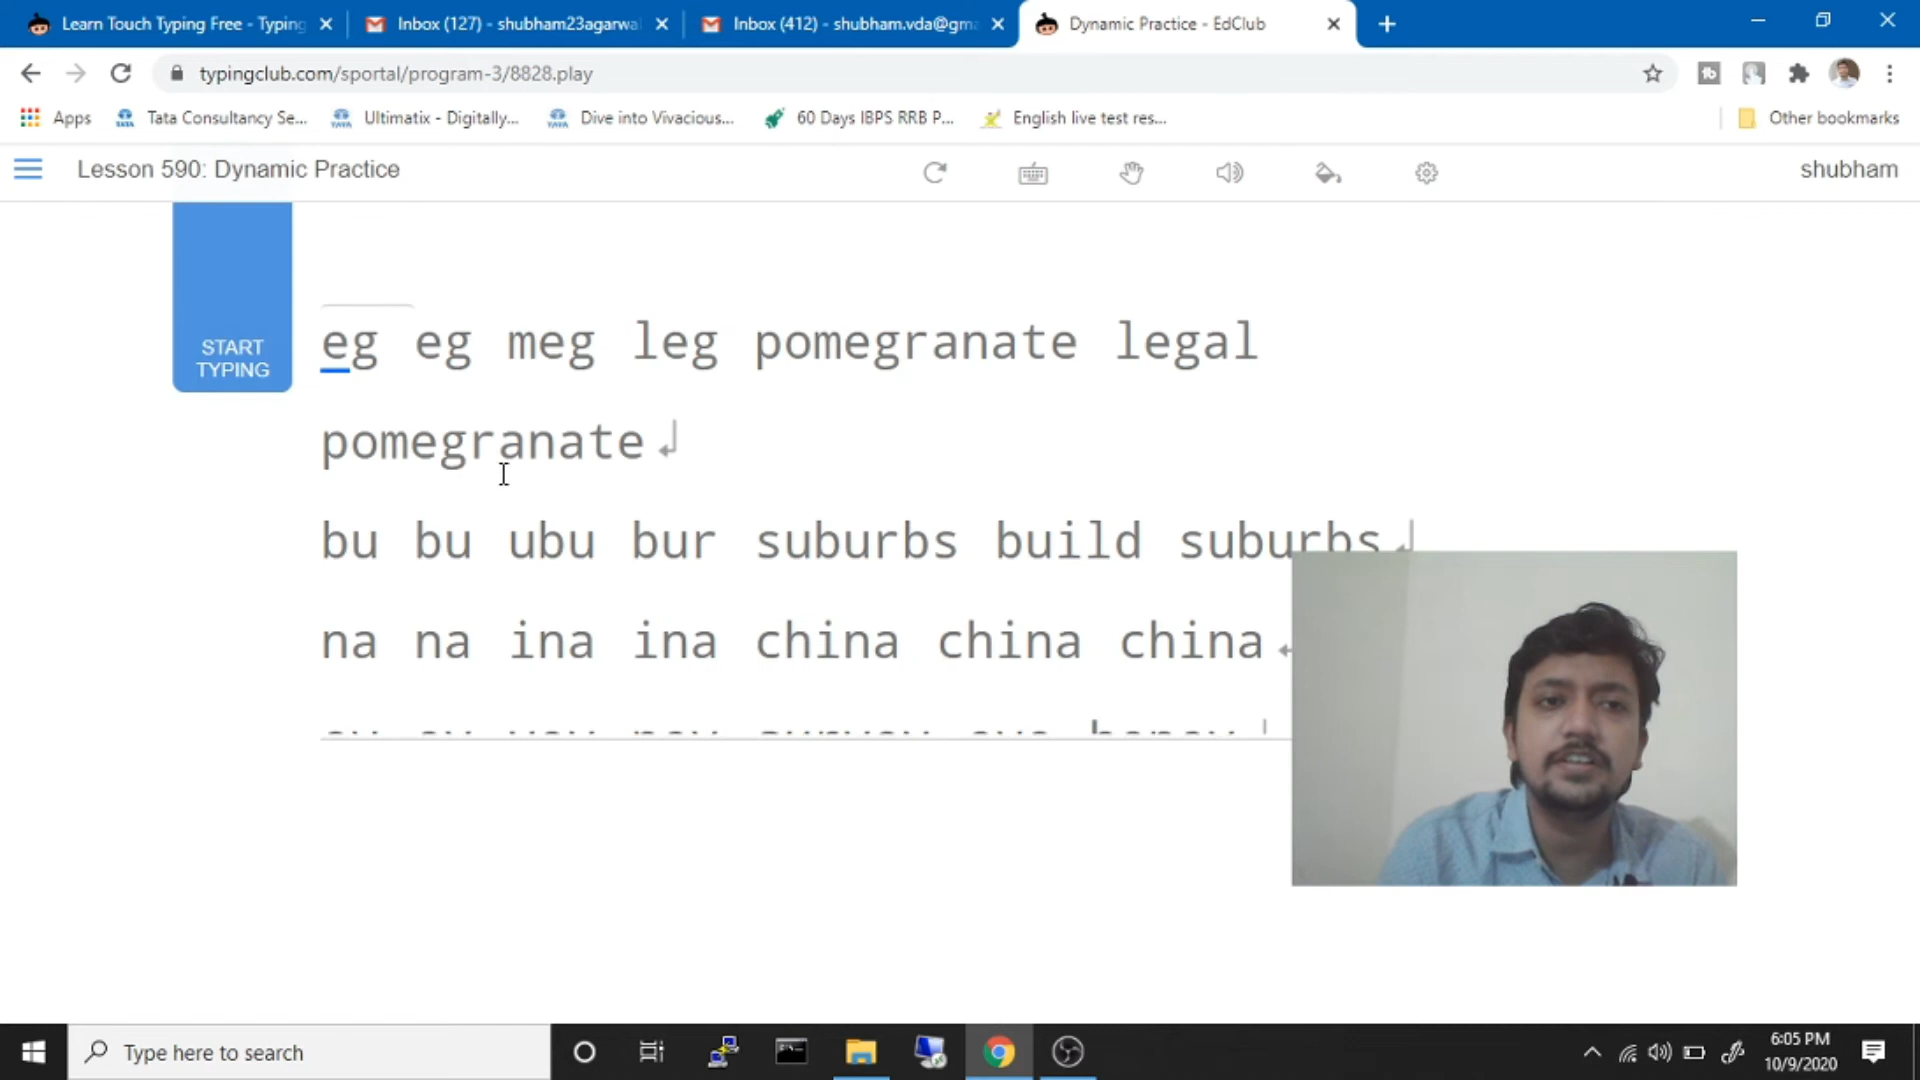 Learn Touch Typing Free - Typing
Inbox (127) - shubham23agarwa
Inbox (412) - shubham.vda@gma
Dynamic Practice - EdClub
typingclub.com/sportal/program-3/8828.play
Apps
Tata Consultancy Se...
Ultimatix - Digitally...
Dive into Vivacious...
60 Days IBPS RRB P...
English live test res...
Other bookmarks
Lesson 590: Dynamic Practice
shubham
START
TYPING
eg eg meg leg pomegranate legal
pomegranate
bu bu ubu bur suburbs build suburbs
na na ina ina china china china
Type here to search
6:05 PM
10/9/2020